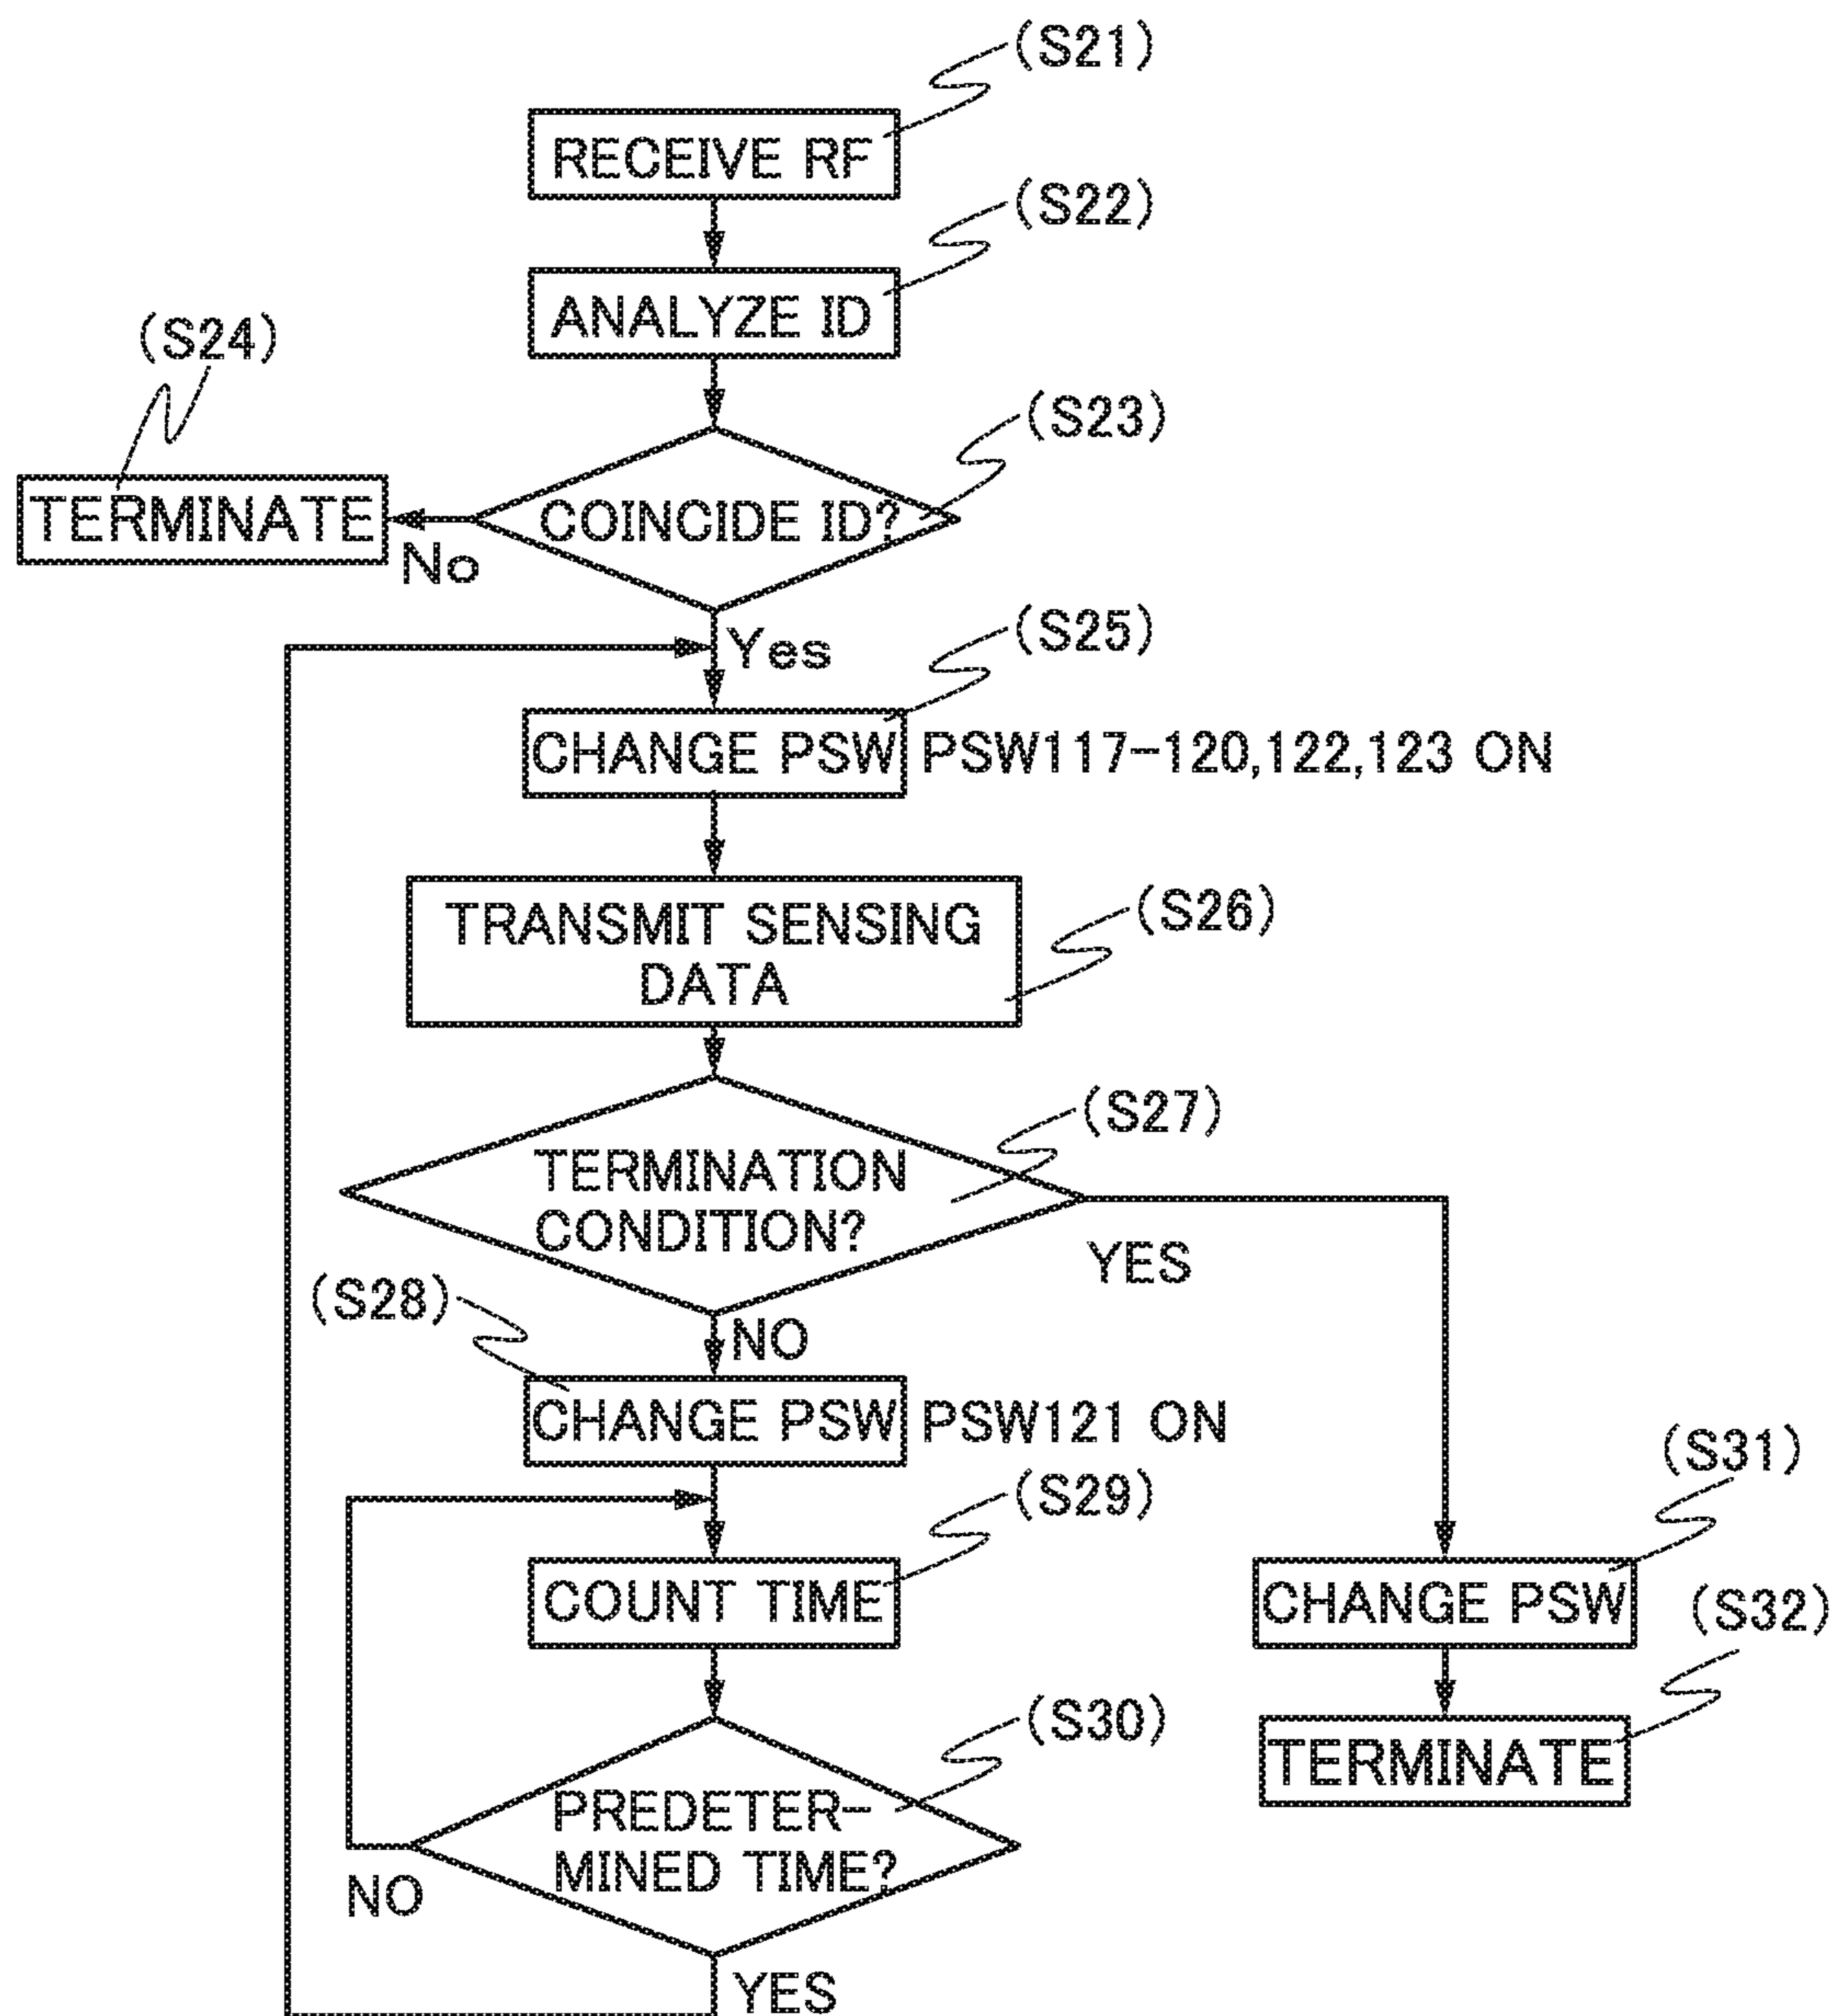 (S21)
RECEIVE RF
(S22)
ANALYZE ID
(S24)
(S23)
TERMINATE
COINCIDE ID?
No
(S25)
Yes
CHANGE PSW PSW117-120,122,123 ON
(S26)
TRANSMIT SENSING
DATA
(S27)
TERMINATION
CONDITION?
YES
(S28)
NO
CHANGE PSW PSW121 ON
(S31)
(S29)
COUNT TIME
CHANGE PSW
(S32)
(S30)
TERMINATE
PREDETER-
MINED TIME?
NO
YES